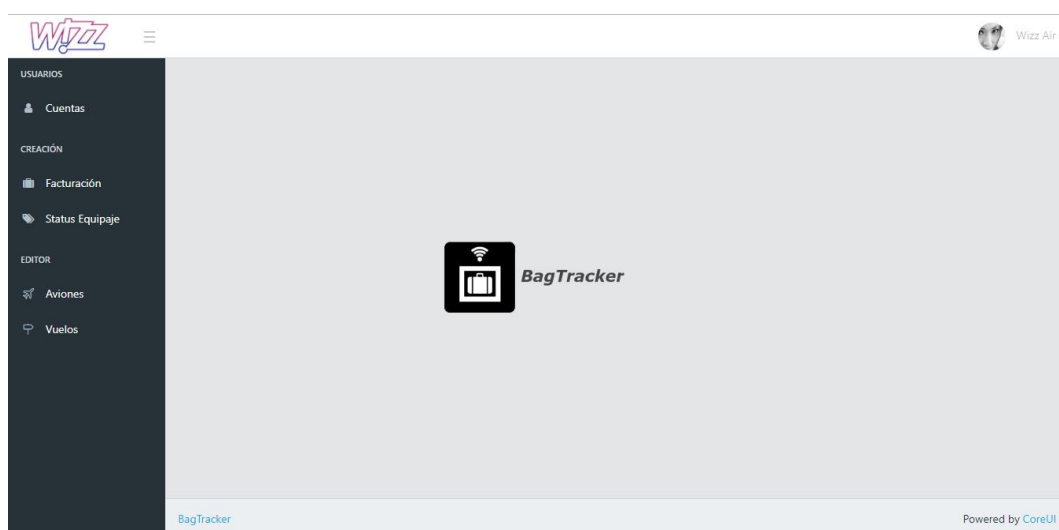 WIZZ
Wizz Air
USUARIOS
Cuentas
CREACIÓN
Facturación
Status Equipaje
EDITOR
Aviones
Vuelos
BagTracker
BagTracker
Powered by CoreUI